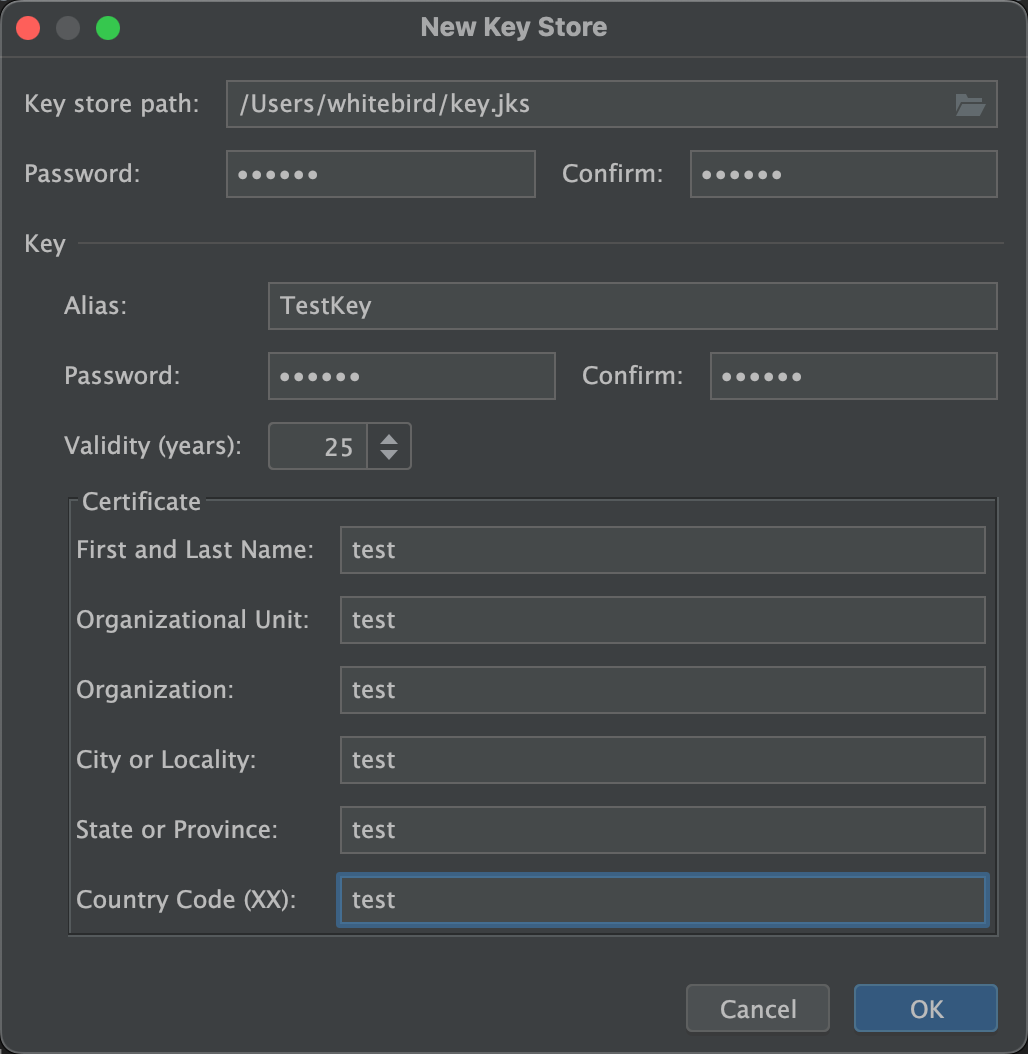 New Key Store
Key store path: /Users/whitebird/key.jks
Password: •••••• Confirm: ••••••
Key
Alias: TestKey
Password: •••••• Confirm: ••••••
Validity (years): 25
Certificate
First and Last Name: test
Organizational Unit: test
Organization: test
City or Locality: test
State or Province: test
Country Code (XX): test
Cancel OK